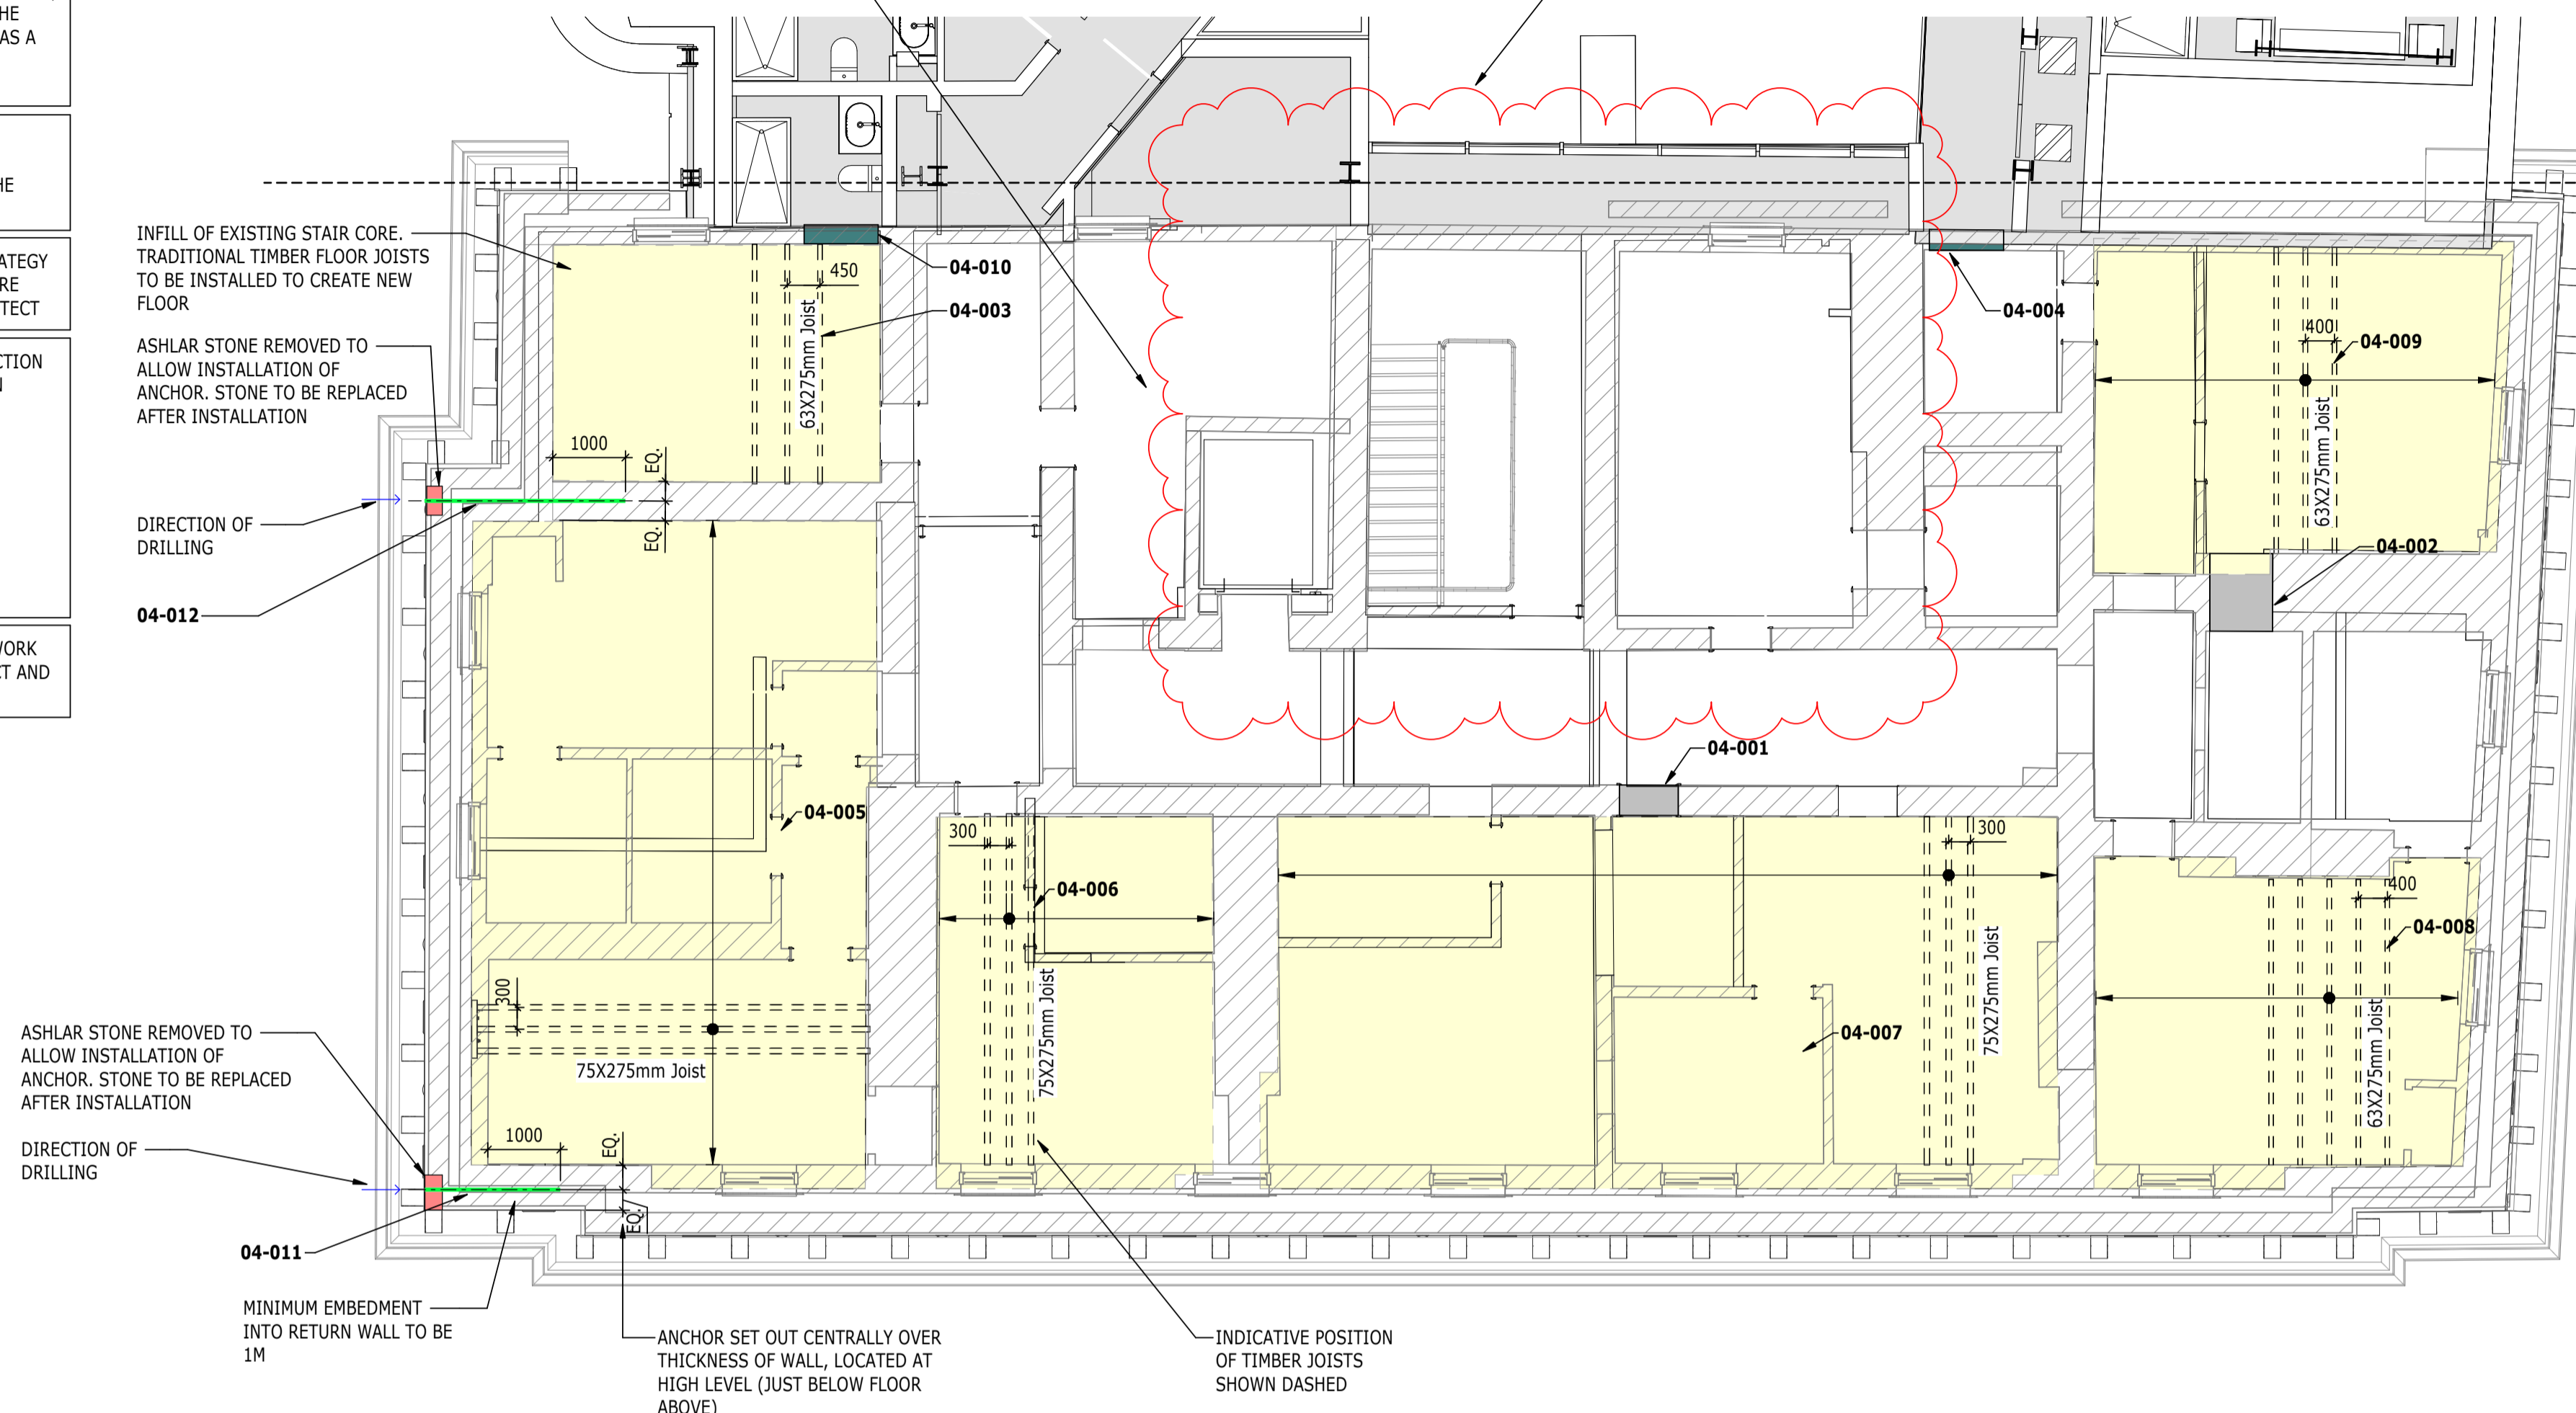 THE
AS A
HE
ATEGY
RE
TECT
CTION
N
WORK
CT AND
INFILL OF EXISTING STAIR CORE.
TRADITIONAL TIMBER FLOOR JOISTS
TO BE INSTALLED TO CREATE NEW
FLOOR
ASHLAR STONE REMOVED TO
ALLOW INSTALLATION OF
ANCHOR. STONE TO BE REPLACED
AFTER INSTALLATION
DIRECTION OF
DRILLING
04-012
1000
EQ.
EQ.
450
63X275mm Joist
04-010
04-003
04-004
400
04-009
63X275mm Joist
04-002
04-001
04-005
300
75X275mm Joist
300
04-006
75X275mm Joist
300
75X275mm Joist
04-007
400
04-008
63X275mm Joist
ASHLAR STONE REMOVED TO
ALLOW INSTALLATION OF
ANCHOR. STONE TO BE REPLACED
AFTER INSTALLATION
DIRECTION OF
DRILLING
1000
EQ.
EQ.
04-011
MINIMUM EMBEDMENT
INTO RETURN WALL TO BE
1M
ANCHOR SET OUT CENTRALLY OVER
THICKNESS OF WALL, LOCATED AT
HIGH LEVEL (JUST BELOW FLOOR
ABOVE)
INDICATIVE POSITION
OF TIMBER JOISTS
SHOWN DASHED